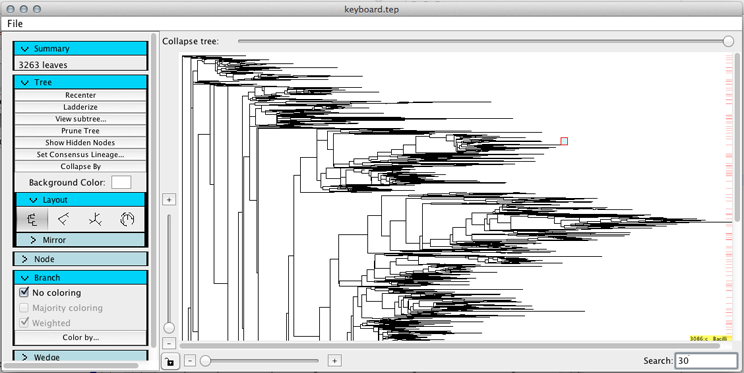 keyboard.tep
File
Summary
3263 leaves
Tree
Recenter
Ladderize
View subtree...
Prune Tree
Show Hidden Nodes
Set Consensus Lineage...
Collapse By
Background Color:
Layout
Mirror
Node
Branch
No coloring
Majority coloring
Weighted
Color by...
Wedge
Collapse tree:
+
-
- +
3086:c__Bacilli
Search: 30